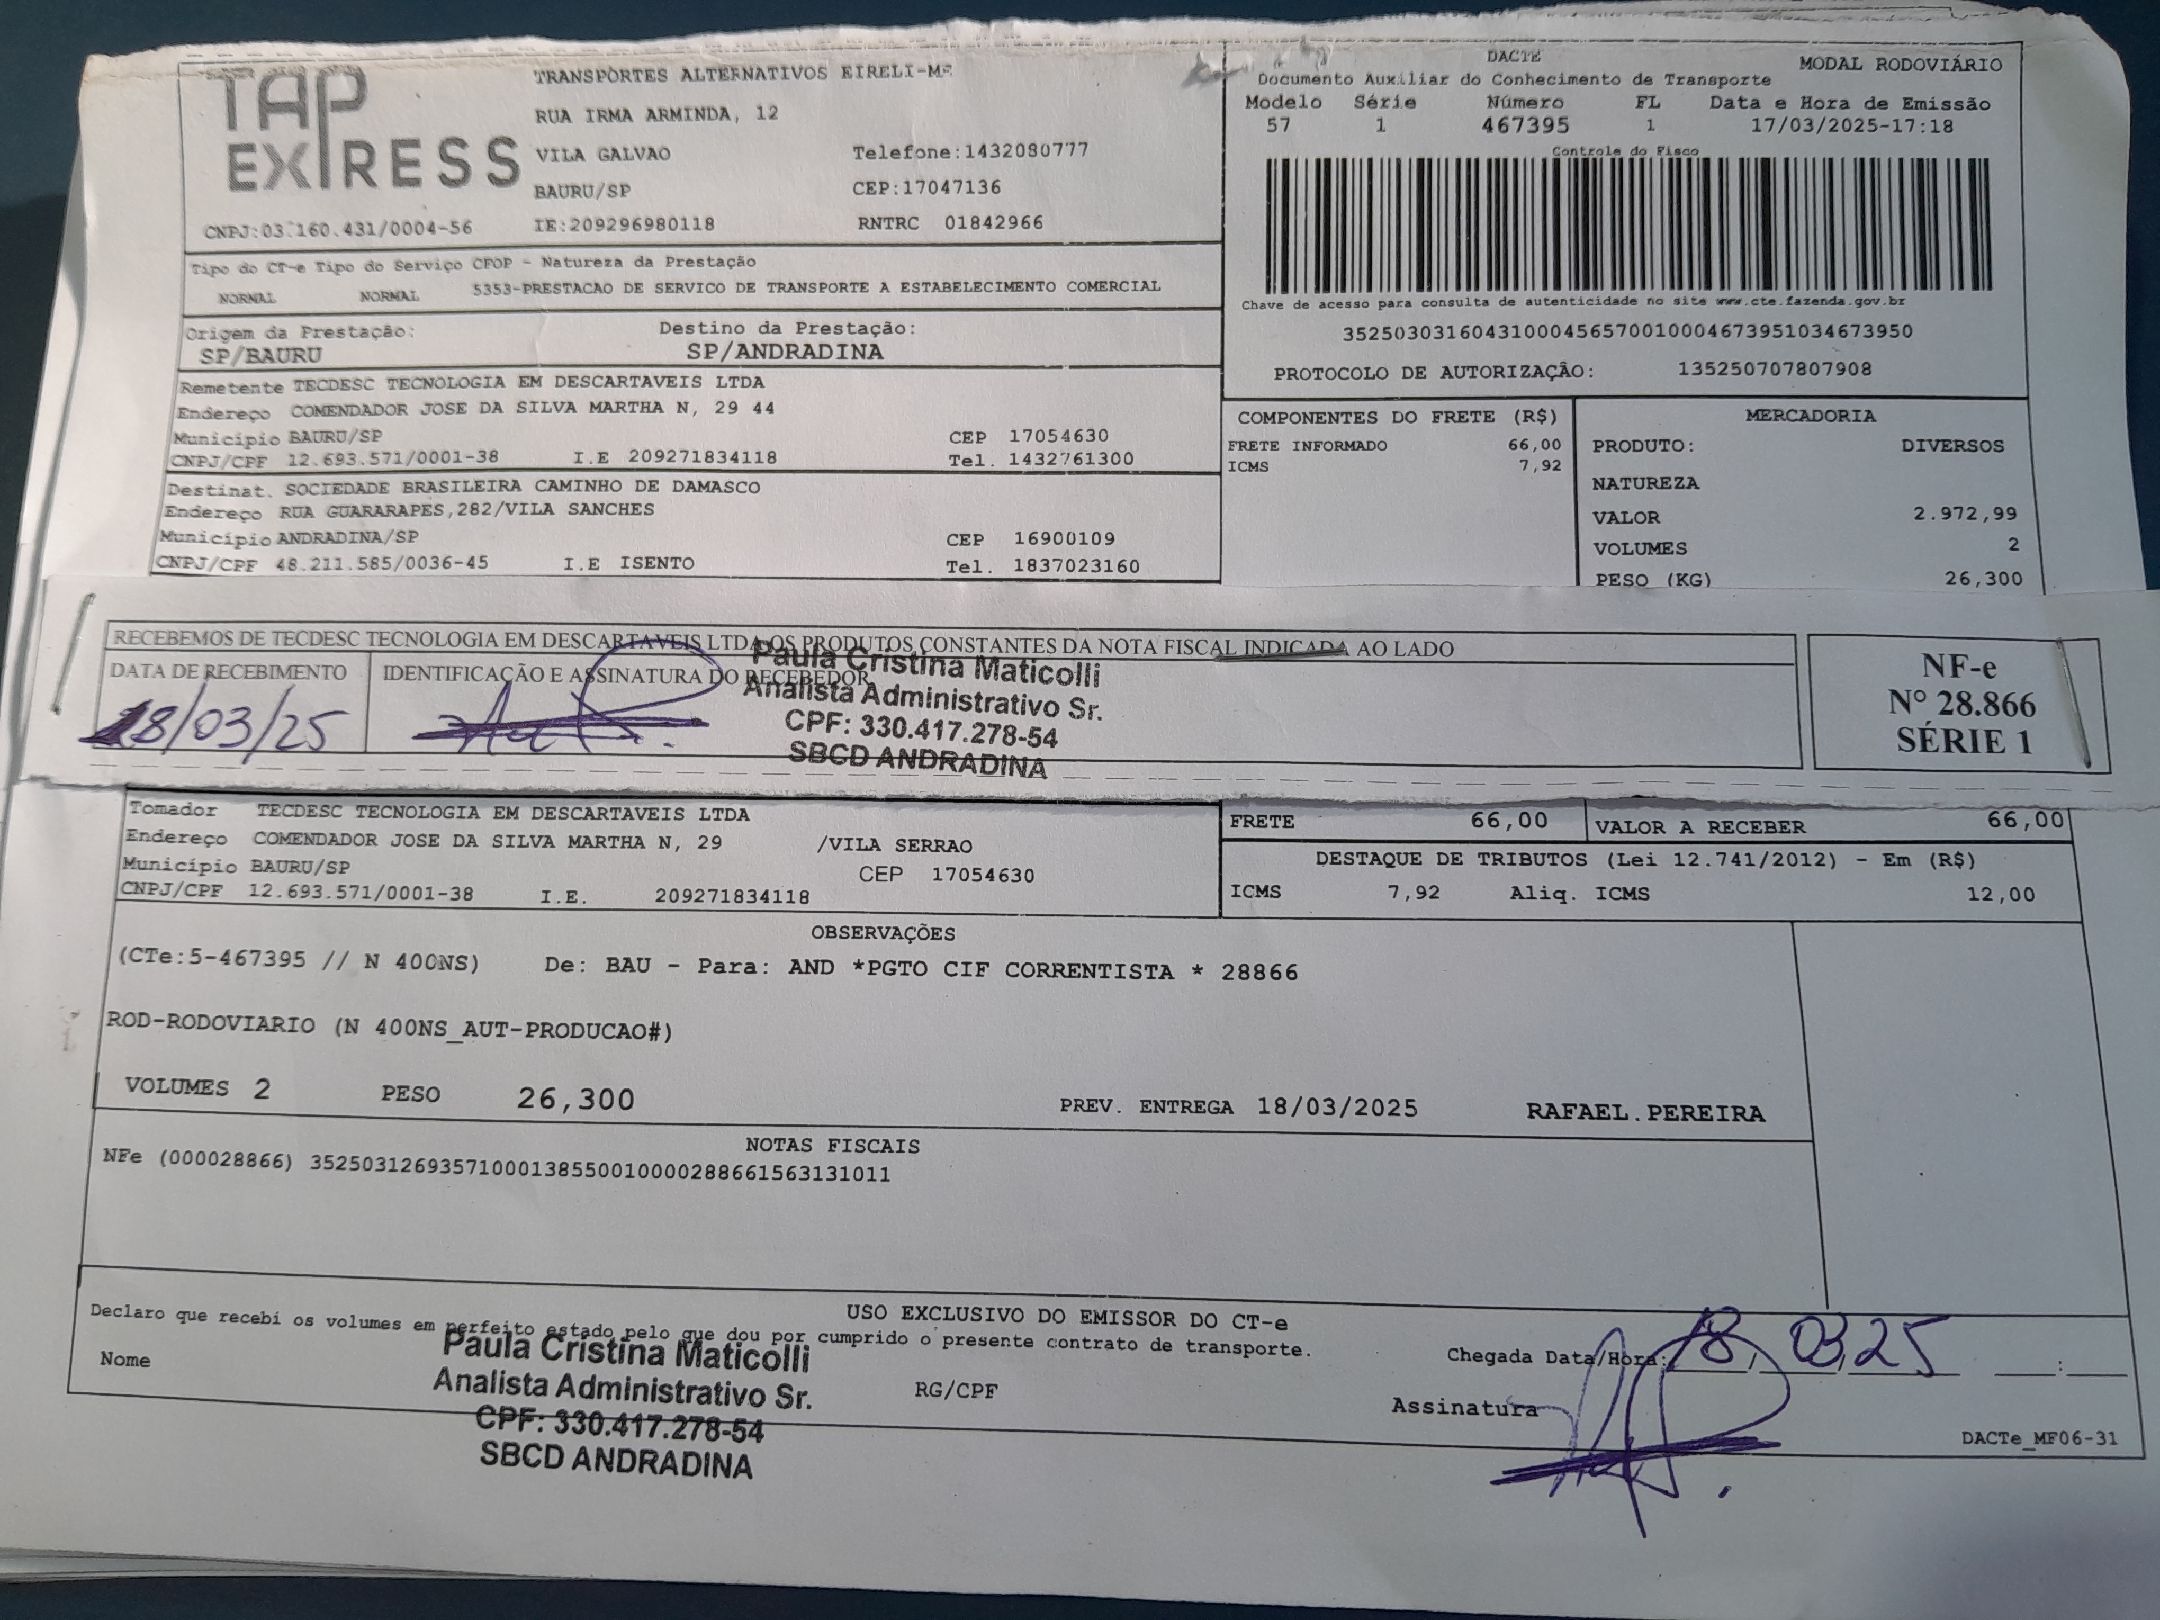 TAP EXPRESS
TRANSPORTES ALTERNATIVOS EIRELI-ME
RUA IRMA ARMINDA, 12
VILA GALVAO Telefone:1432080777
BAURU/SP CEP:17047136
CNPJ:03.160.431/0004-56 IE:209296980118 RNTRC 01842966
DACTE
Documento Auxiliar do Conhecimento de Transporte MODAL RODOVIÁRIO
Modelo Série Número FL Data e Hora de Emissão
57 1 467395 1 17/03/2025-17:18
Controle do Fisco
Chave de acesso para consulta de autenticidade no site www.cte.fazenda.gov.br
35250303160431000456570010004673951034673950
PROTOCOLO DE AUTORIZAÇÃO: 135250707807908
Tipo do CT-e Tipo do Serviço CFOP - Natureza da Prestação
NORMAL NORMAL 5353-PRESTACAO DE SERVICO DE TRANSPORTE A ESTABELECIMENTO COMERCIAL
Origem da Prestação: Destino da Prestação:
SP/BAURU SP/ANDRADINA
Remetente TECDESC TECNOLOGIA EM DESCARTAVEIS LTDA
Endereço COMENDADOR JOSE DA SILVA MARTHA N, 29 44
Município BAURU/SP CEP 17054630
CNPJ/CPF 12.693.571/0001-38 I.E 209271834118 Tel. 1432761300
Destinat. SOCIEDADE BRASILEIRA CAMINHO DE DAMASCO
Endereço RUA GUARARAPES,282/VILA SANCHES
Município ANDRADINA/SP CEP 16900109
CNPJ/CPF 48.211.585/0036-45 I.E ISENTO Tel. 1837023160
COMPONENTES DO FRETE (R$)
FRETE INFORMADO 66,00
ICMS 7,92
MERCADORIA
PRODUTO: DIVERSOS
NATUREZA
VALOR 2.972,99
VOLUMES 2
PESO (KG) 26,300
RECEBEMOS DE TECDESC TECNOLOGIA EM DESCARTAVEIS LTDA OS PRODUTOS CONSTANTES DA NOTA FISCAL INDICADA AO LADO
DATA DE RECEBIMENTO IDENTIFICAÇÃO E ASSINATURA DO RECEBEDOR
18/03/25
Paula Cristina Maticolli
Analista Administrativo Sr.
CPF: 330.417.278-54
SBCD ANDRADINA
NF-e
Nº 28.866
SÉRIE 1
Tomador TECDESC TECNOLOGIA EM DESCARTAVEIS LTDA
Endereço COMENDADOR JOSE DA SILVA MARTHA N, 29 /VILA SERRAO
Município BAURU/SP CEP 17054630
CNPJ/CPF 12.693.571/0001-38 I.E. 209271834118
FRETE 66,00 VALOR A RECEBER 66,00
DESTAQUE DE TRIBUTOS (Lei 12.741/2012) - Em (R$)
ICMS 7,92 Aliq. ICMS 12,00
OBSERVAÇÕES
(CTe:5-467395 // N 400NS) De: BAU - Para: AND *PGTO CIF CORRENTISTA * 28866
ROD-RODOVIARIO (N 400NS_AUT-PRODUCAO#)
VOLUMES 2 PESO 26,300 PREV. ENTREGA 18/03/2025 RAFAEL.PEREIRA
NOTAS FISCAIS
NFe (000028866) 35250312693571000138550010000288661563131011
USO EXCLUSIVO DO EMISSOR DO CT-e
Declaro que recebi os volumes em perfeito estado pelo que dou por cumprido o presente contrato de transporte.
Nome RG/CPF
Paula Cristina Maticolli
Analista Administrativo Sr.
CPF: 330.417.278-54
SBCD ANDRADINA
Chegada Data/Hora: 18/03/25 :
Assinatura
DACTe_MF06-31